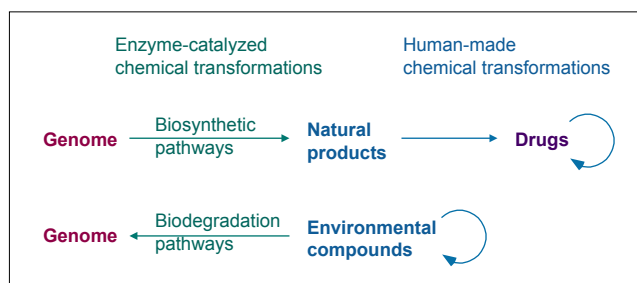 Enzyme-catalyzed
chemical transformations
Human-made
chemical transformations
Genome
Biosynthetic
pathways
Natural
products
Drugs
Genome
Biodegradation
pathways
Environmental
compounds